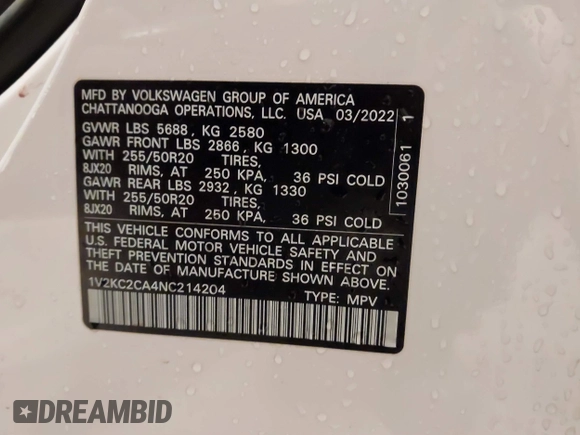 MFD BY VOLKSWAGEN GROUP OF AMERICA
CHATTANOOGA OPERATIONS, LLC. USA 03/2022
GVWR LBS 5688, KG 2580
GAWR FRONT LBS 2866, KG 1300
WITH 255/50R20 TIRES,
8JX20 RIMS, AT 250 KPA, 36 PSI COLD
GAWR REAR LBS 2932, KG 1330
WITH 255/50R20 TIRES,
8JX20 RIMS, AT 250 KPA, 36 PSI COLD
THIS VEHICLE CONFORMS TO ALL APPLICABLE
U.S. FEDERAL MOTOR VEHICLE SAFETY AND
THEFT PREVENTION STANDARDS IN EFFECT ON
THE DATE OF MANUFACTURE SHOWN ABOVE.
1V2KC2CA4NC214204 TYPE: MPV
1030061 1
DREAMBID